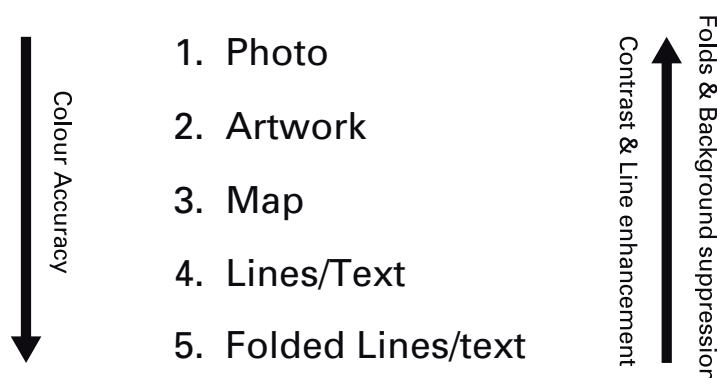 Colour Accuracy
1. Photo
2. Artwork
3. Map
4. Lines/Text
5. Folded Lines/text
Contrast & Line enhancement
Folds & Background suppression